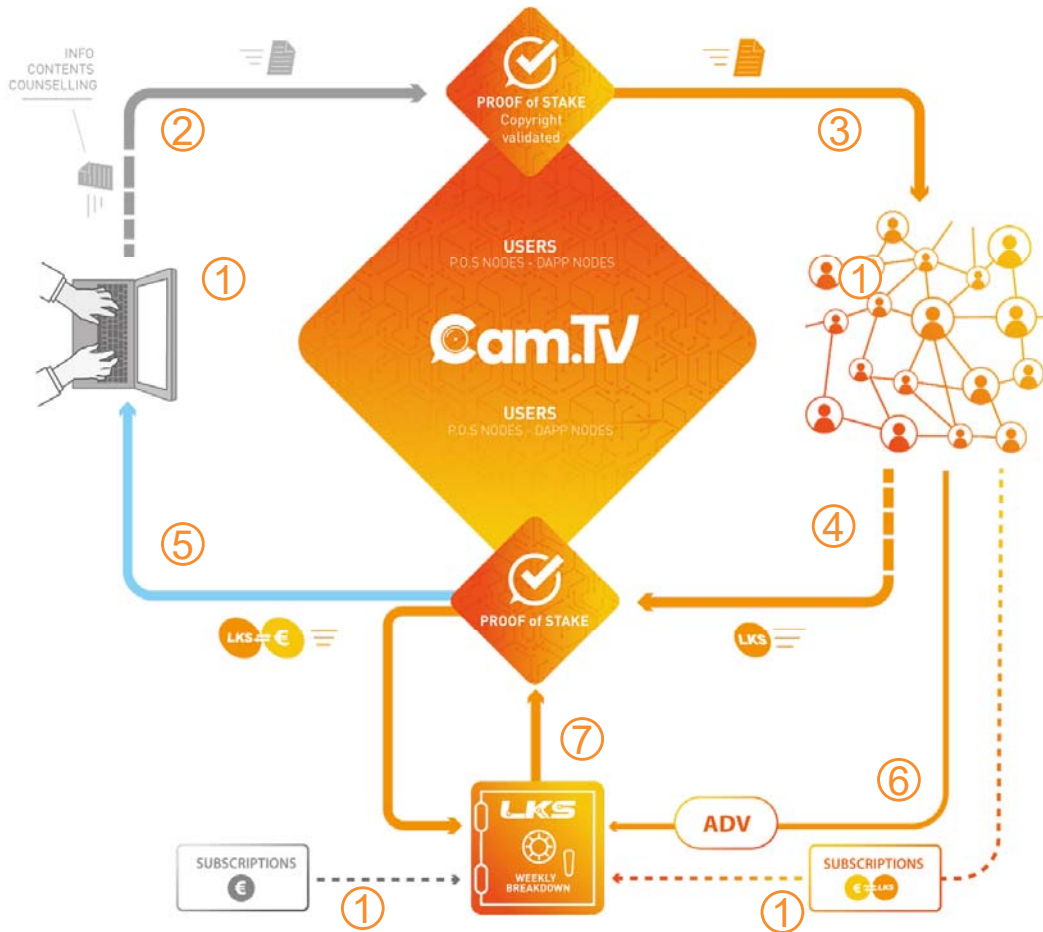 INFO
CONTENTS
COUNSELLING
②
PROOF of STAKE
Copyright
validated
③
①
USERS
P.O.S NODES - DAPP NODES
①
Cam.TV
USERS
P.O.S NODES - DAPP NODES
④
⑤
PROOF of STAKE
LKS=€
LKS
⑦
⑥
LKS
ADV
WEEKLY
BREAKDOWN
SUBSCRIPTIONS
€
SUBSCRIPTIONS
€=LKS
①
①